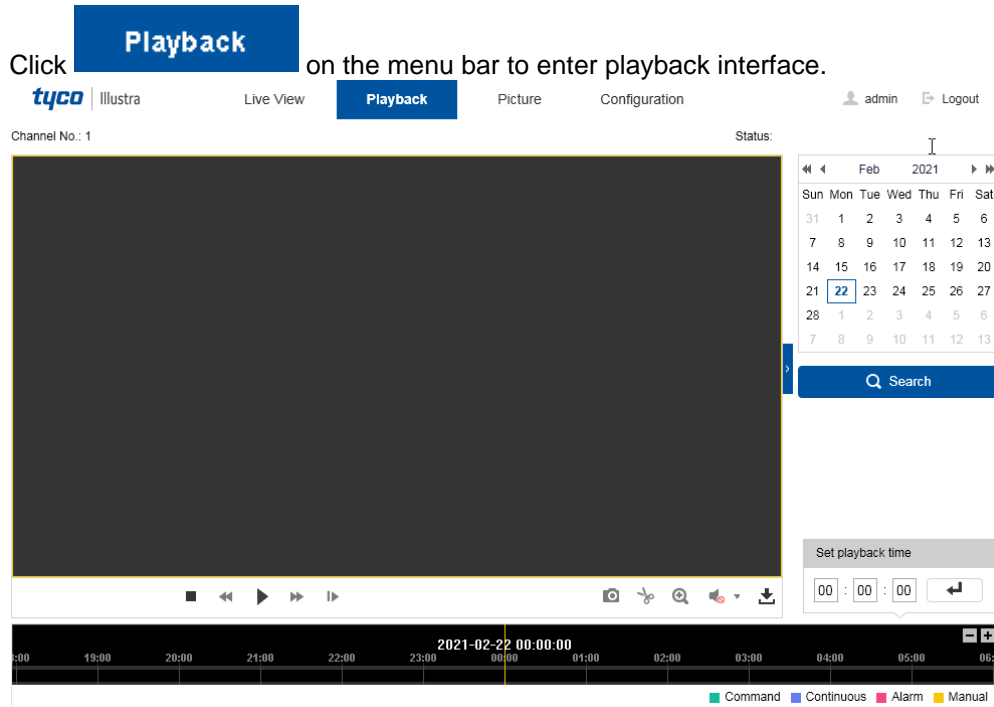 Click Playback on the menu bar to enter playback interface.
tyco Illustra Live View Playback Picture Configuration admin Logout
Channel No.: 1 Status:
Feb 2021
Sun Mon Tue Wed Thu Fri Sat
31 1 2 3 4 5 6
7 8 9 10 11 12 13
14 15 16 17 18 19 20
21 22 23 24 25 26 27
28 1 2 3 4 5 6
7 8 9 10 11 12 13
Search
Set playback time
00 : 00 : 00
2021-02-22 00:00:00
:00 19:00 20:00 21:00 22:00 23:00 00:00 01:00 02:00 03:00 04:00 05:00 06:
Command Continuous Alarm Manual